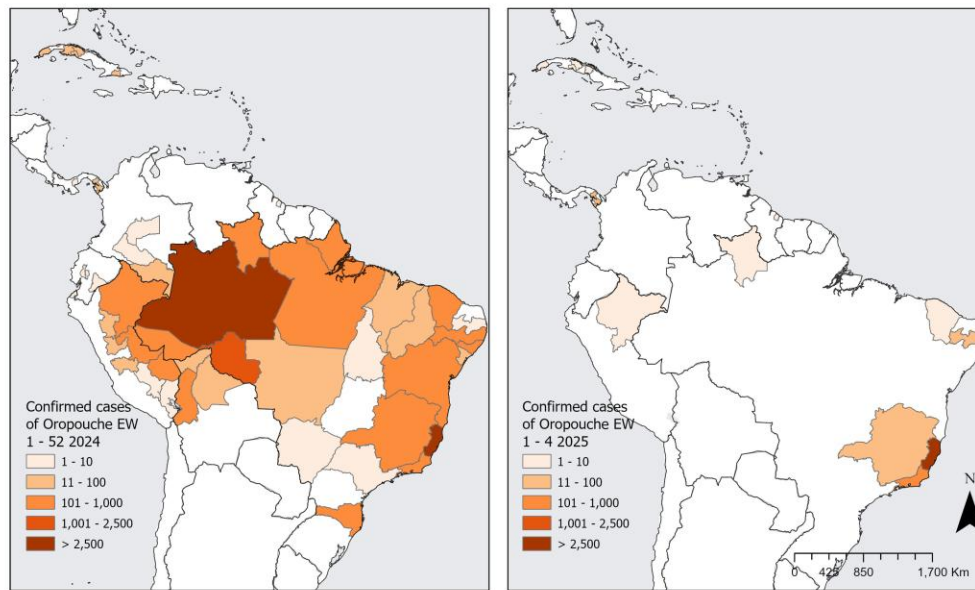 Confirmed cases
of Oropouche EW
1 - 52 2024
1 - 10
11 - 100
101 - 1,000
1,001 - 2,500
> 2,500
Confirmed cases
of Oropouche EW
1 - 4 2025
1 - 10
11 - 100
101 - 1,000
1,001 - 2,500
> 2,500
N
0 425 850 1,700 Km